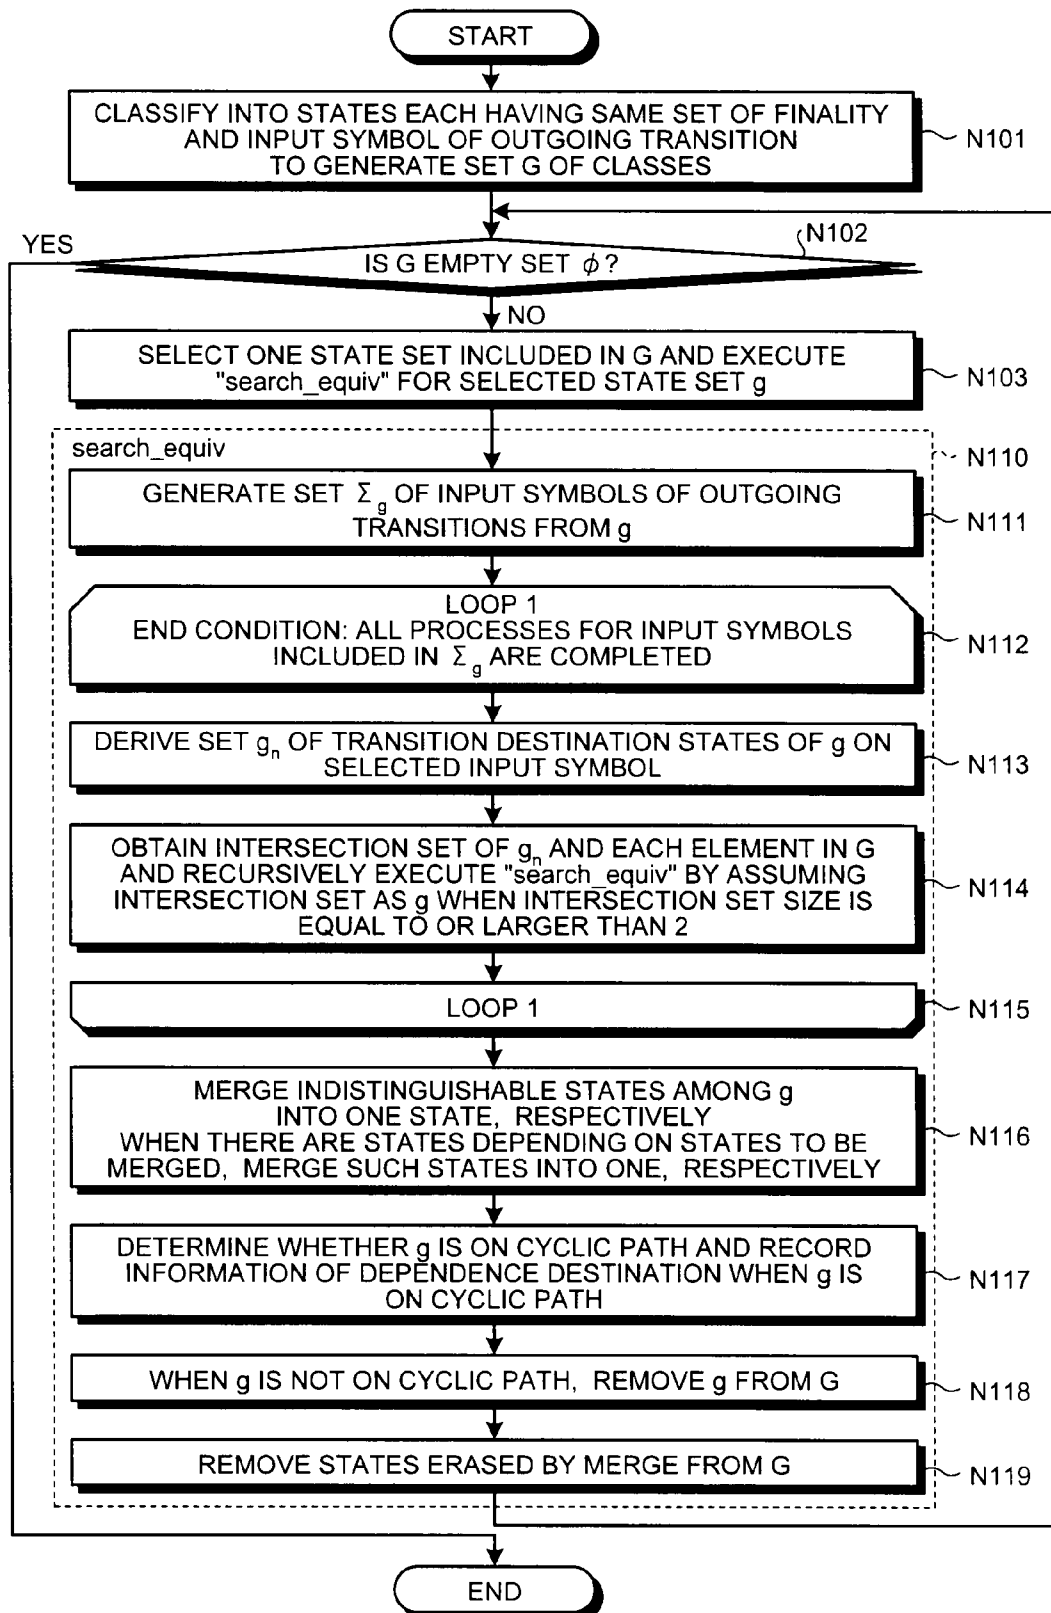 START
CLASSIFY INTO STATES EACH HAVING SAME SET OF FINALITY
AND INPUT SYMBOL OF OUTGOING TRANSITION
TO GENERATE SET G OF CLASSES
N101
YES
N102
IS G EMPTY SET ϕ?
NO
SELECT ONE STATE SET INCLUDED IN G AND EXECUTE
"search_equiv" FOR SELECTED STATE SET g
N103
search_equiv
N110
GENERATE SET Σg OF INPUT SYMBOLS OF OUTGOING
TRANSITIONS FROM g
N111
LOOP 1
END CONDITION: ALL PROCESSES FOR INPUT SYMBOLS
INCLUDED IN Σg ARE COMPLETED
N112
DERIVE SET gn OF TRANSITION DESTINATION STATES OF g ON
SELECTED INPUT SYMBOL
N113
OBTAIN INTERSECTION SET OF gn AND EACH ELEMENT IN G
AND RECURSIVELY EXECUTE "search_equiv" BY ASSUMING
INTERSECTION SET AS g WHEN INTERSECTION SET SIZE IS
EQUAL TO OR LARGER THAN 2
N114
LOOP 1
N115
MERGE INDISTINGUISHABLE STATES AMONG g
INTO ONE STATE, RESPECTIVELY
WHEN THERE ARE STATES DEPENDING ON STATES TO BE
MERGED, MERGE SUCH STATES INTO ONE, RESPECTIVELY
N116
DETERMINE WHETHER g IS ON CYCLIC PATH AND RECORD
INFORMATION OF DEPENDENCE DESTINATION WHEN g IS
ON CYCLIC PATH
N117
WHEN g IS NOT ON CYCLIC PATH, REMOVE g FROM G
N118
REMOVE STATES ERASED BY MERGE FROM G
N119
END